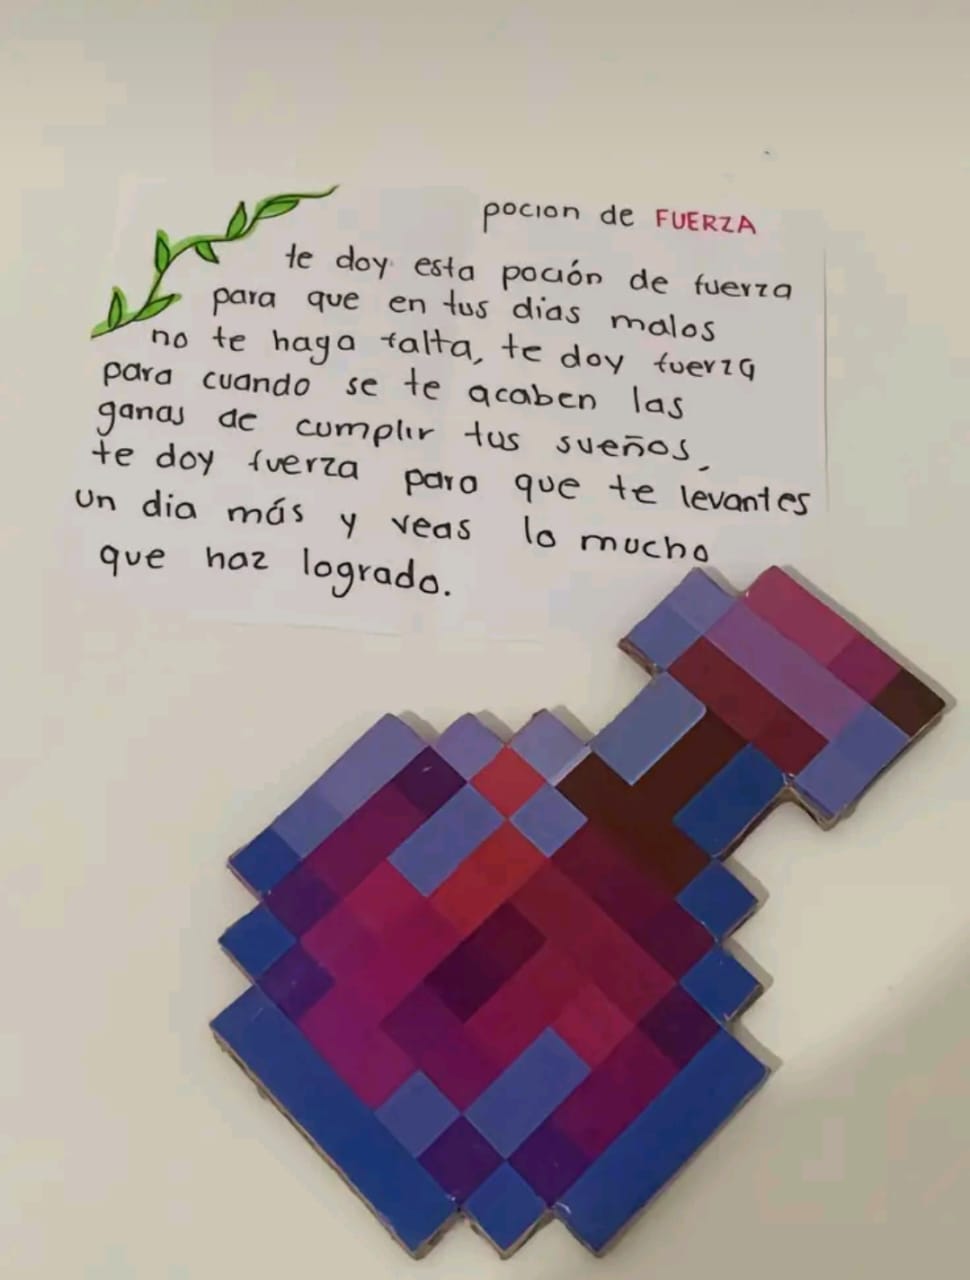 pocion de FUERZA
te doy esta poción de fuerza
para que en tus dias malos
no te haga falta, te doy fuerza
para cuando se te acaben las
ganas de cumplir tus sueños,
te doy fuerza para que te levantes
un dia más y veas lo mucho
que haz logrado.